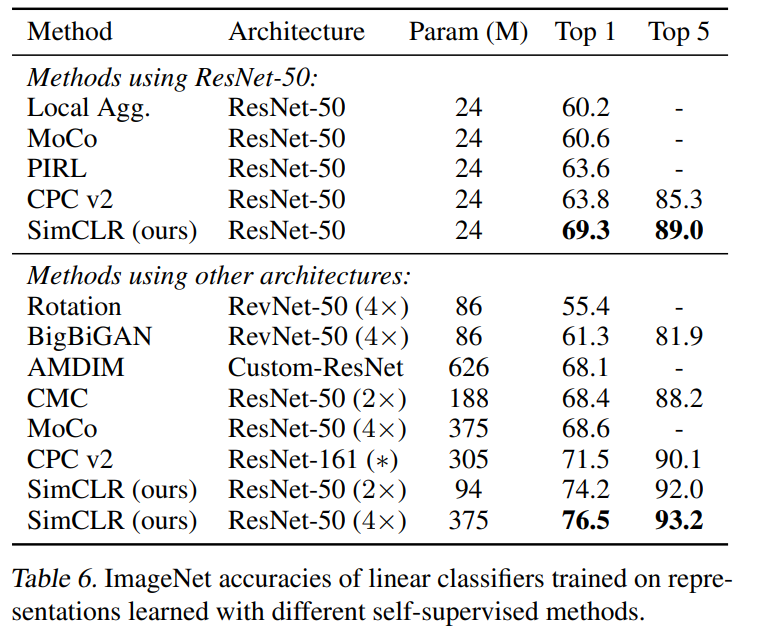 Method Architecture Param (M) Top 1 Top 5
Methods using ResNet-50:
Local Agg. ResNet-50 24 60.2 -
MoCo ResNet-50 24 60.6 -
PIRL ResNet-50 24 63.6 -
CPC v2 ResNet-50 24 63.8 85.3
SimCLR (ours) ResNet-50 24 69.3 89.0
Methods using other architectures:
Rotation RevNet-50 (4×) 86 55.4 -
BigBiGAN RevNet-50 (4×) 86 61.3 81.9
AMDIM Custom-ResNet 626 68.1 -
CMC ResNet-50 (2×) 188 68.4 88.2
MoCo ResNet-50 (4×) 375 68.6 -
CPC v2 ResNet-161 (∗) 305 71.5 90.1
SimCLR (ours) ResNet-50 (2×) 94 74.2 92.0
SimCLR (ours) ResNet-50 (4×) 375 76.5 93.2
Table 6. ImageNet accuracies of linear classifiers trained on repre-
sentations learned with different self-supervised methods.